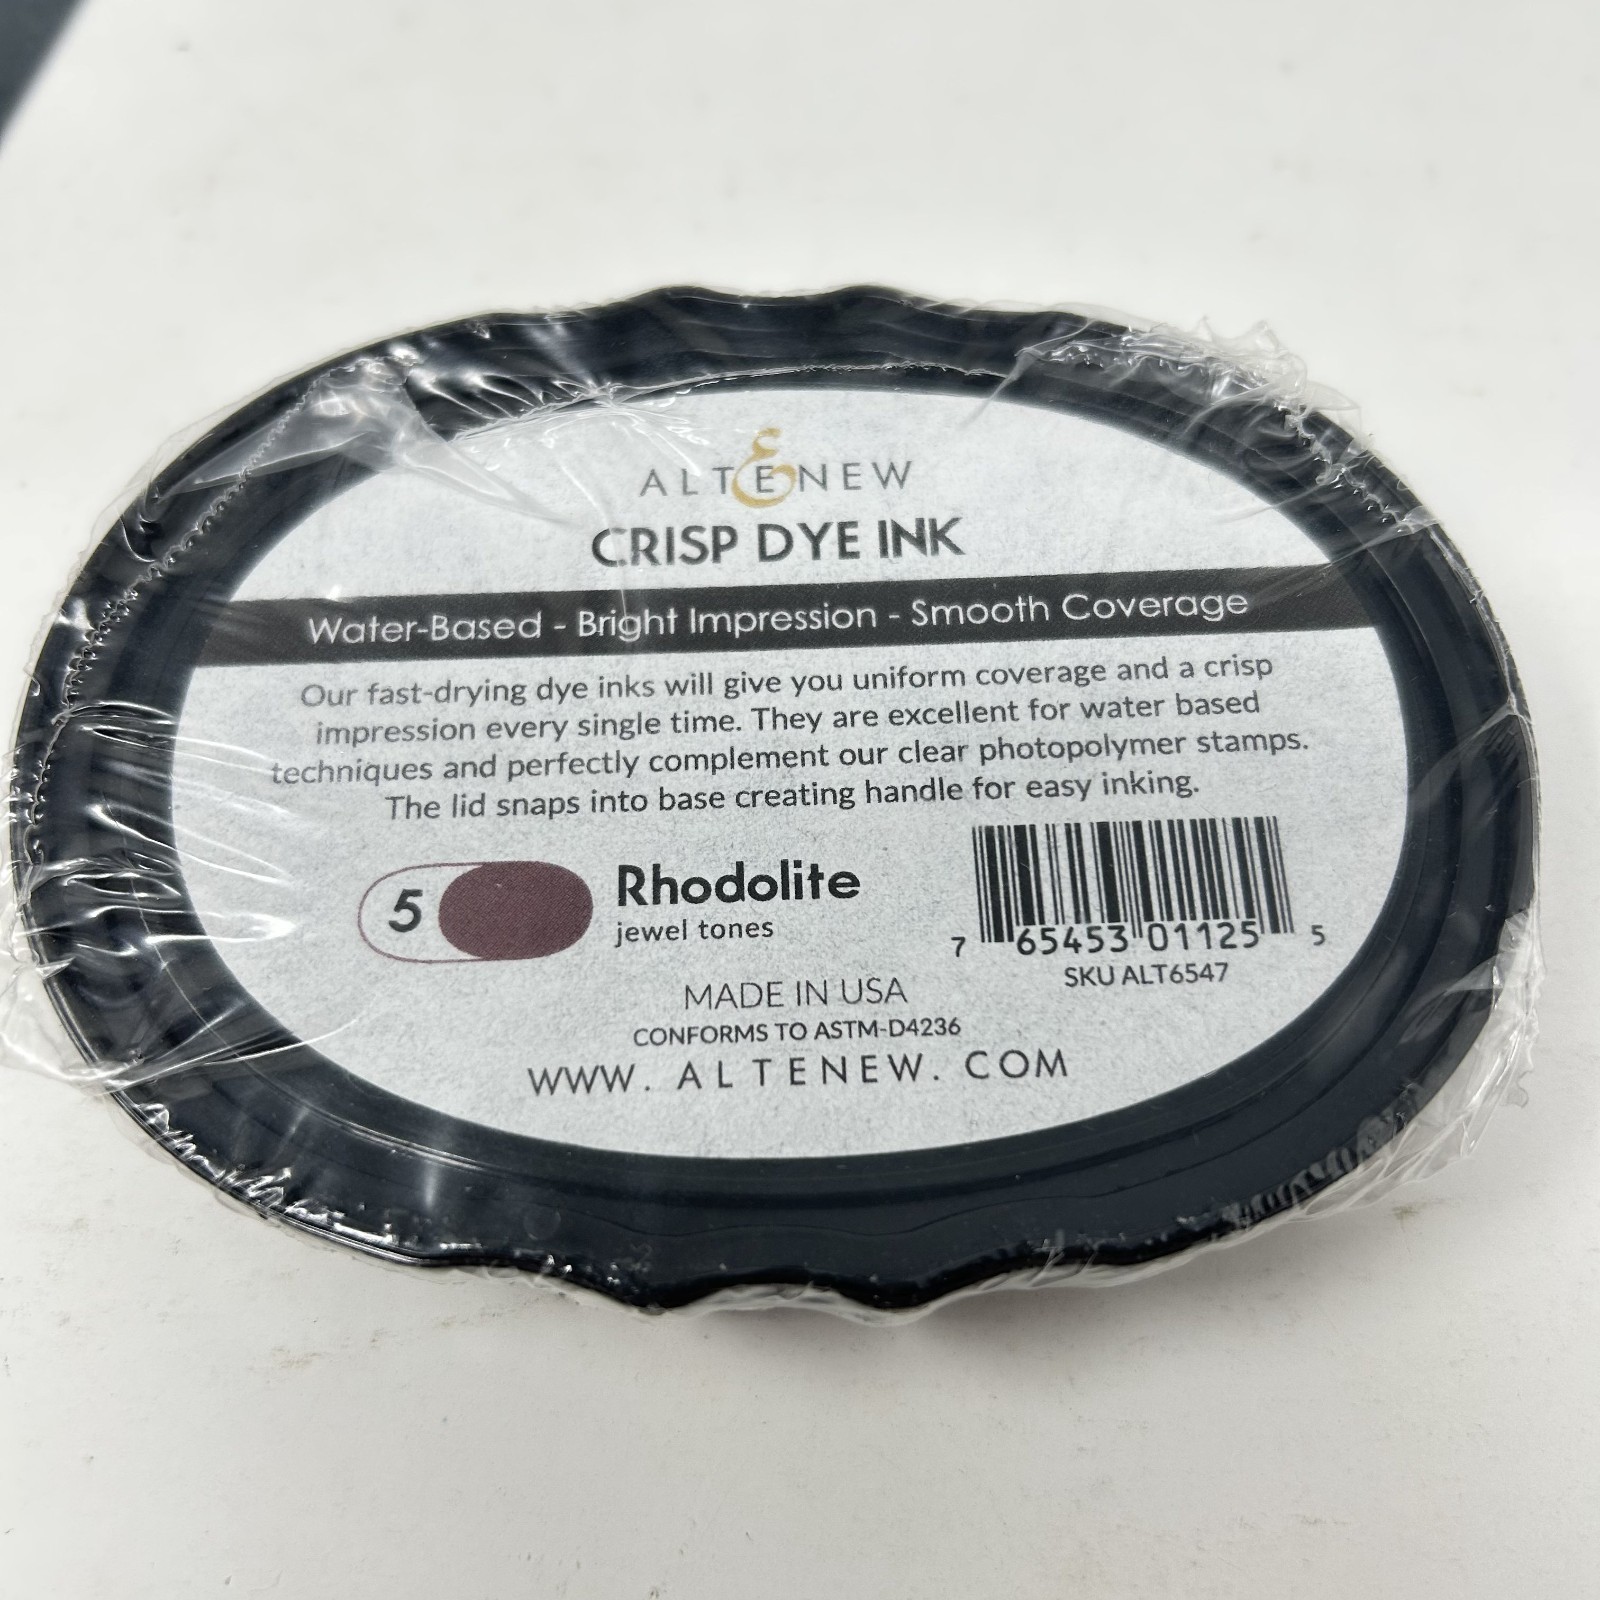 ALTENEW
CRISP DYE INK
Water-Based - Bright Impression - Smooth Coverage
Our fast-drying dye inks will give you uniform coverage and a crisp
impression every single time. They are excellent for water based
techniques and perfectly complement our clear photopolymer stamps.
The lid snaps into base creating handle for easy inking.
5
Rhodolite
jewel tones
7 65453 01125 5
SKU ALT6547
MADE IN USA
CONFORMS TO ASTM-D4236
WWW. ALTENEW. COM